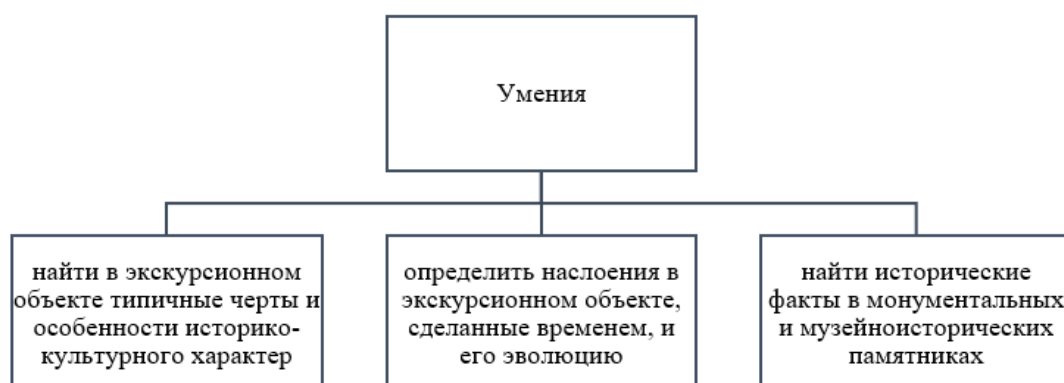 Умения
найти в экскурсионном
объекте типичные черты и
особенности историко-
культурного характер
определить наслоения в
экскурсионном объекте,
сделанные временем, и
его эволюцию
найти исторические
факты в монументальных
и музейноисторических
памятниках